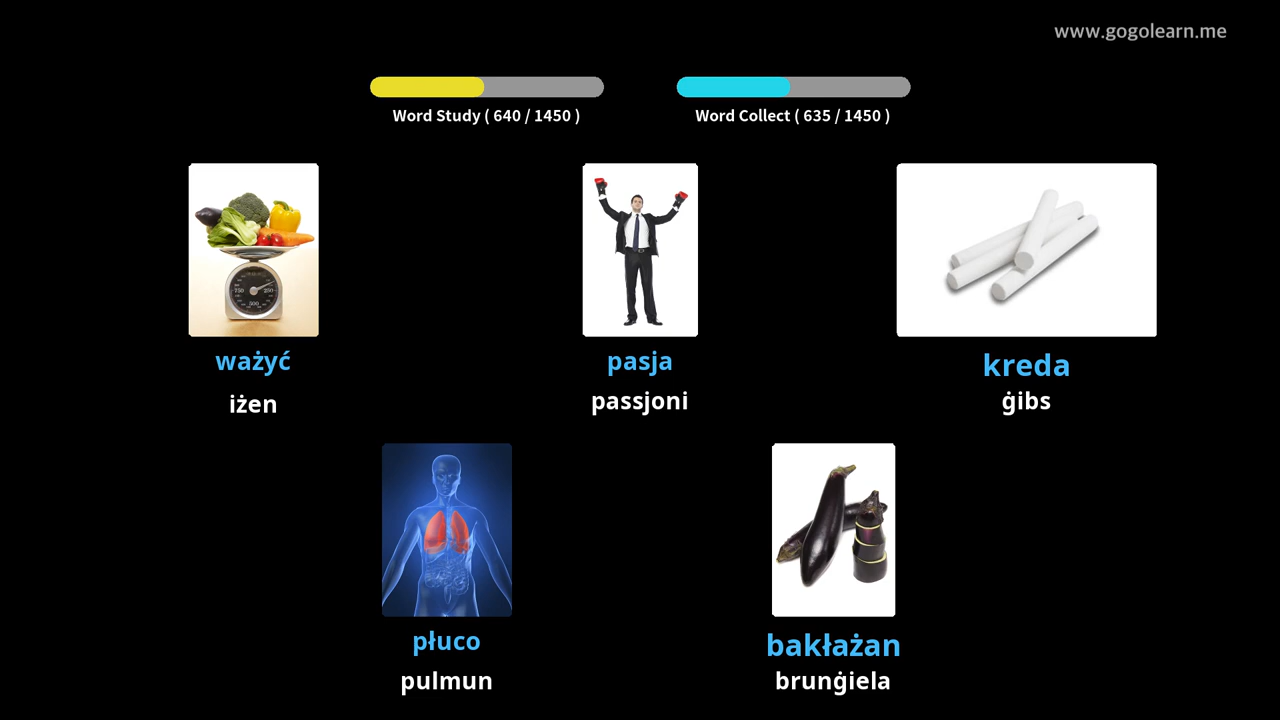 www.gogolearn.me
Word Study ( 640 / 1450 )
Word Collect ( 635 / 1450 )
ważyć
iżen
pasja
passjoni
kreda
ġibs
płuco
pulmun
bakłażan
brunġiela